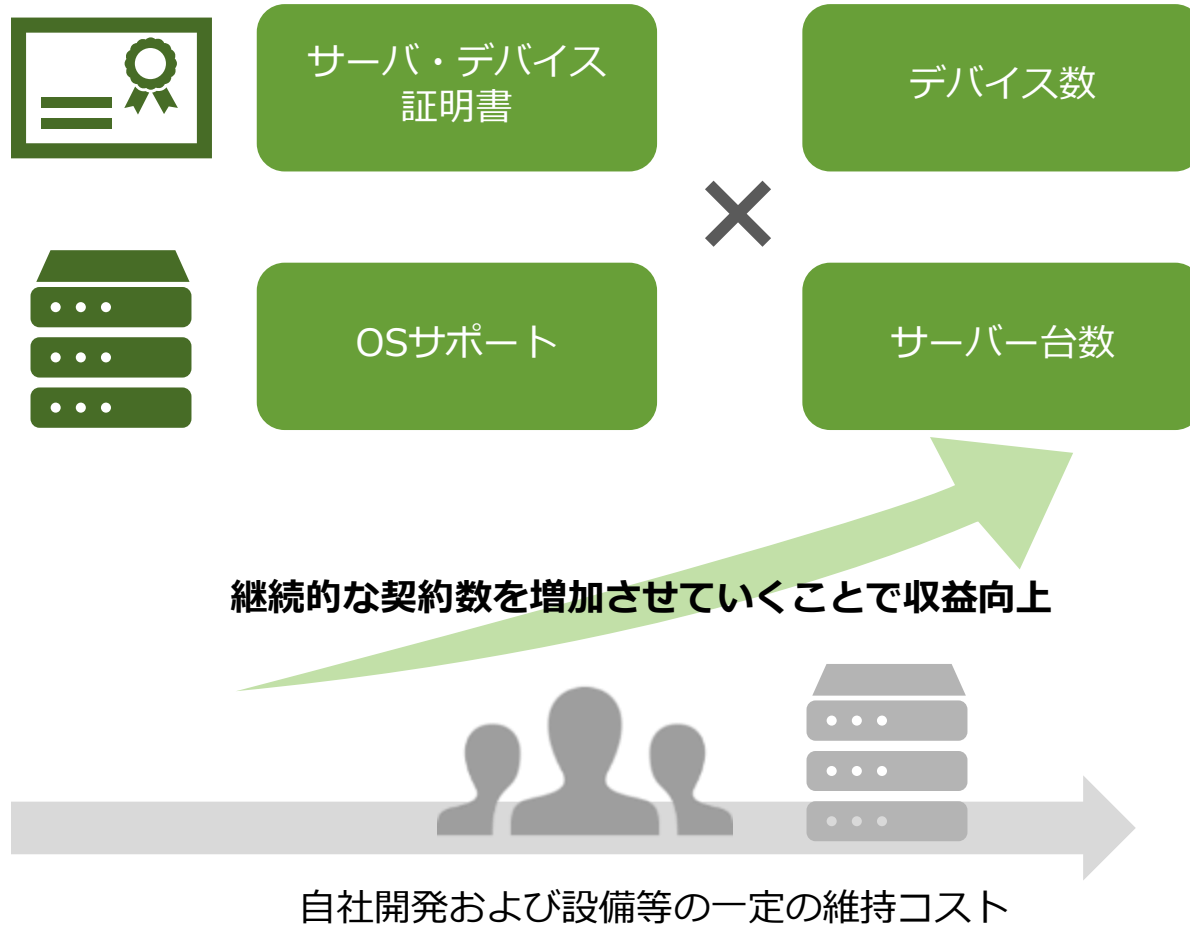 サーバ・デバイス
証明書
デバイス数
×
OSサポート
サーバー台数
継続的な契約数を増加させていくことで収益向上
自社開発および設備等の一定の維持コスト